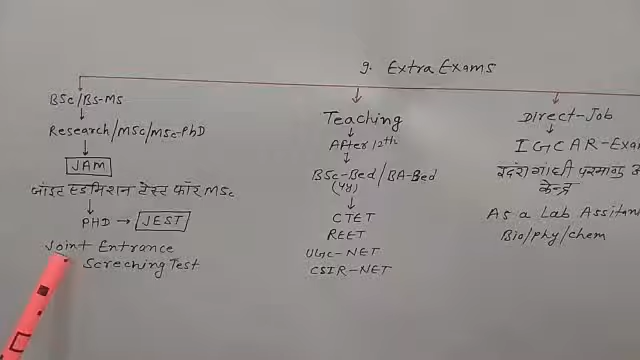 9. Extra Exams
BSc/BS-MS
Research/MSc/MSc-PhD
JAM
जांइट एडमिशन टेस्ट फॉर MSc
PHD → JEST
Joint Entrance
Screching Test
Teaching
After 12th
BSc-Bed/BA-Bed
(4y)
CTET
REET
UGC-NET
CSIR-NET
Direct-Job
IGCAR-Exa
इंदिरा गांधी परमाणु अ
केन्द्र
As a Lab Assitan
Bio/phy/chem